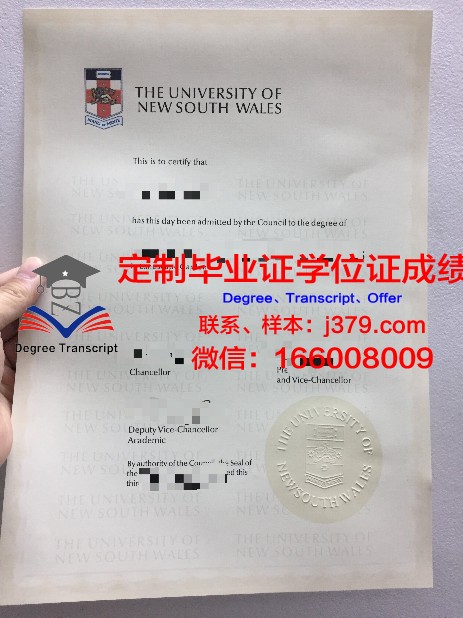 THE UNIVERSITY OF
NEW SOUTH WALES
This is to certify that
has this day been admitted by the Council to the degree of
定制毕业证学位证成绩
Degree、Transcript、Offer
联系、样本：j379.com
微信：166008009
BZ
Degree Transcript
Chancellor
and Vice-Chancellor
Deputy Vice-Chancellor
Academic
By authority of the Council, the Seal of
the
this
THE UNIVERSITY OF
NEW SOUTH WALES